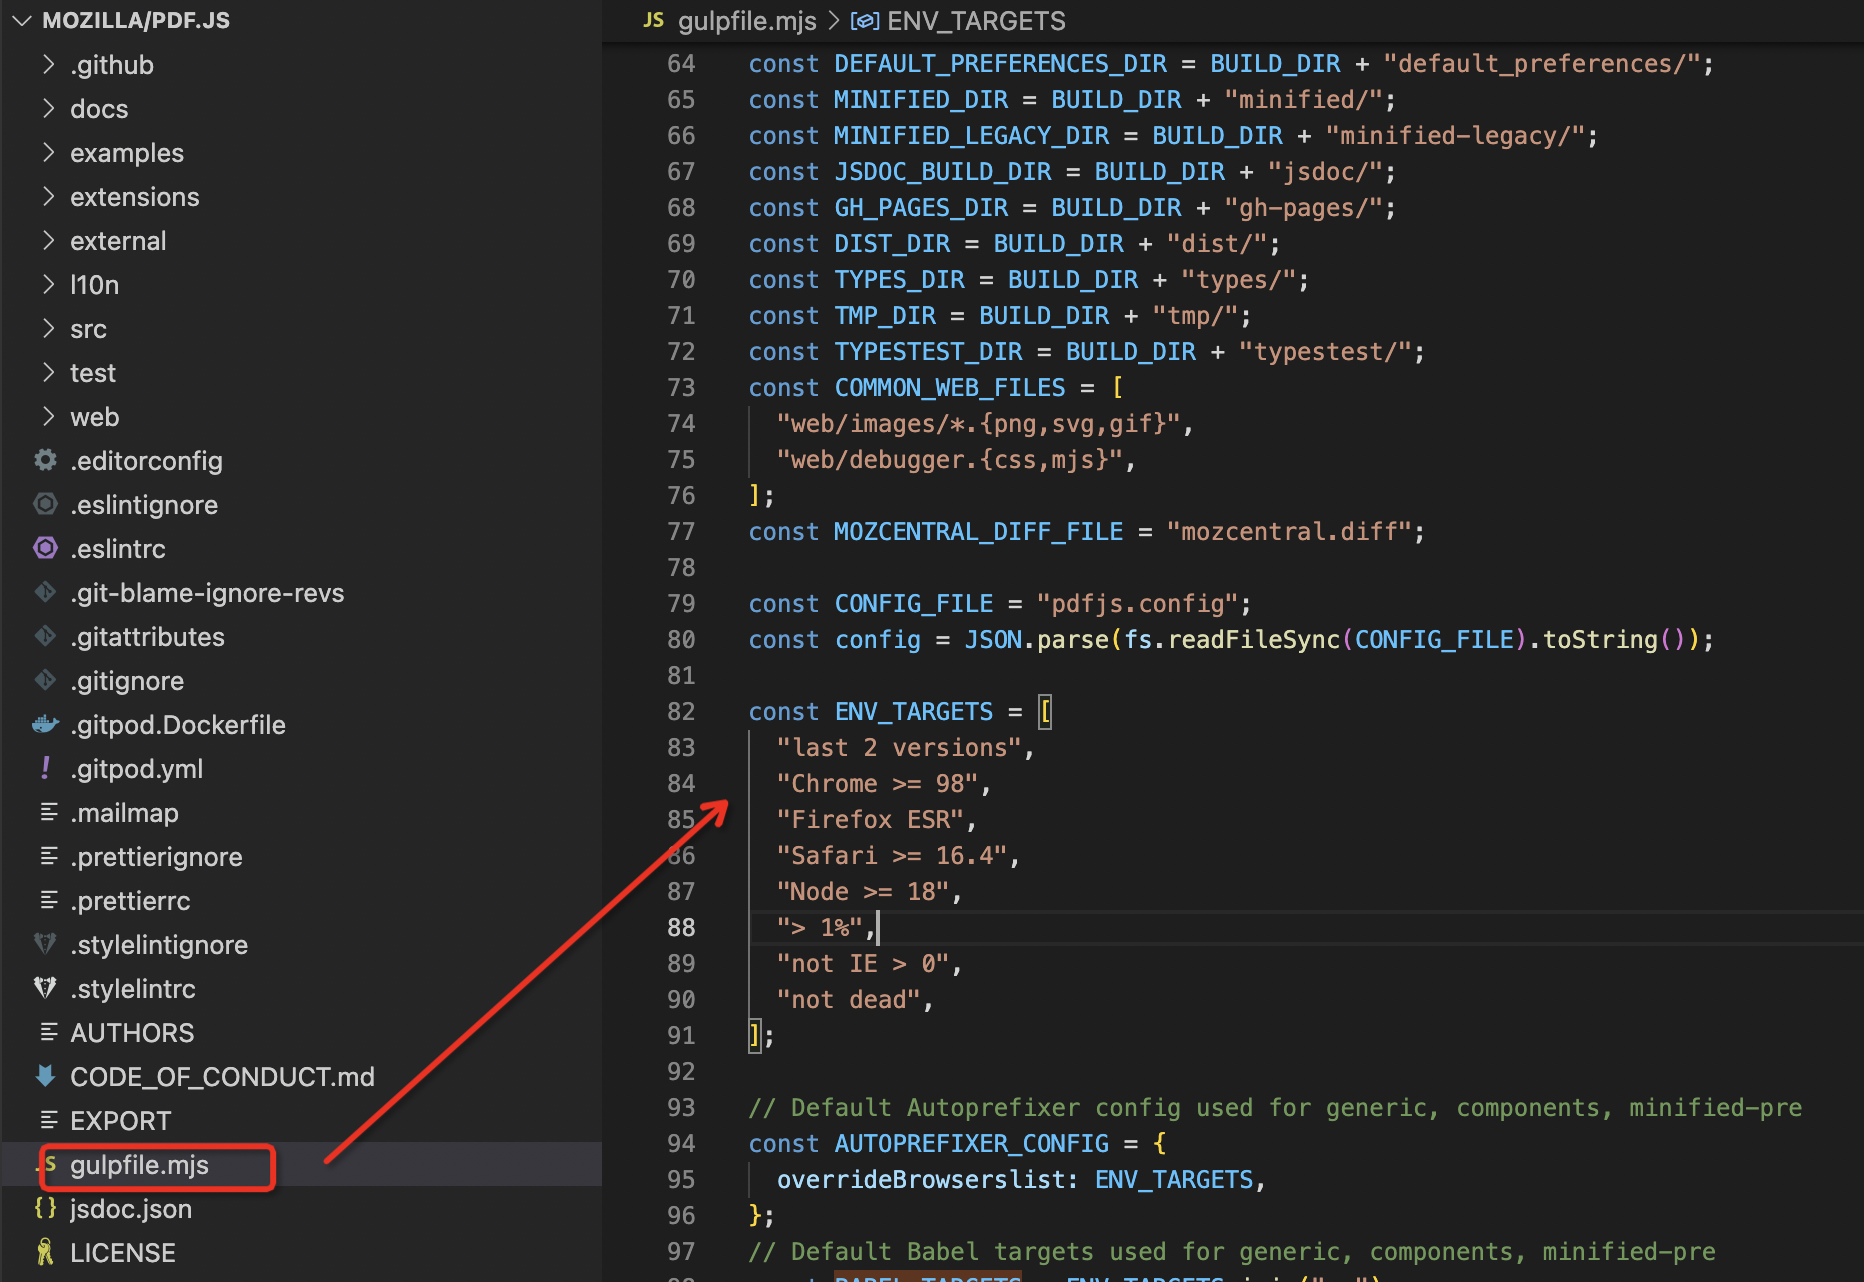 MOZILLA/PDF.JS
.github
docs
examples
extensions
external
l10n
src
test
web
.editorconfig
.eslintignore
.eslintrc
.git-blame-ignore-revs
.gitattributes
.gitignore
.gitpod.Dockerfile
.gitpod.yml
.mailmap
.prettierignore
.prettierrc
.stylelintignore
.stylelintrc
AUTHORS
CODE_OF_CONDUCT.md
EXPORT
JS gulpfile.mjs
{} jsdoc.json
LICENSE
JS gulpfile.mjs > ENV_TARGETS
64 const DEFAULT_PREFERENCES_DIR = BUILD_DIR + "default_preferences/";
65 const MINIFIED_DIR = BUILD_DIR + "minified/";
66 const MINIFIED_LEGACY_DIR = BUILD_DIR + "minified-legacy/";
67 const JSDOC_BUILD_DIR = BUILD_DIR + "jsdoc/";
68 const GH_PAGES_DIR = BUILD_DIR + "gh-pages/";
69 const DIST_DIR = BUILD_DIR + "dist/";
70 const TYPES_DIR = BUILD_DIR + "types/";
71 const TMP_DIR = BUILD_DIR + "tmp/";
72 const TYPESTEST_DIR = BUILD_DIR + "typestest/";
73 const COMMON_WEB_FILES = [
74 "web/images/*.{png,svg,gif}",
75 "web/debugger.{css,mjs}",
76 ];
77 const MOZCENTRAL_DIFF_FILE = "mozcentral.diff";
78
79 const CONFIG_FILE = "pdfjs.config";
80 const config = JSON.parse(fs.readFileSync(CONFIG_FILE).toString());
81
82 const ENV_TARGETS = [
83 "last 2 versions",
84 "Chrome >= 98",
85 "Firefox ESR",
86 "Safari >= 16.4",
87 "Node >= 18",
88 "> 1%",
89 "not IE > 0",
90 "not dead",
91 ];
92
93 // Default Autoprefixer config used for generic, components, minified-pre
94 const AUTOPREFIXER_CONFIG = {
95 overrideBrowserslist: ENV_TARGETS,
96 };
97 // Default Babel targets used for generic, components, minified-pre